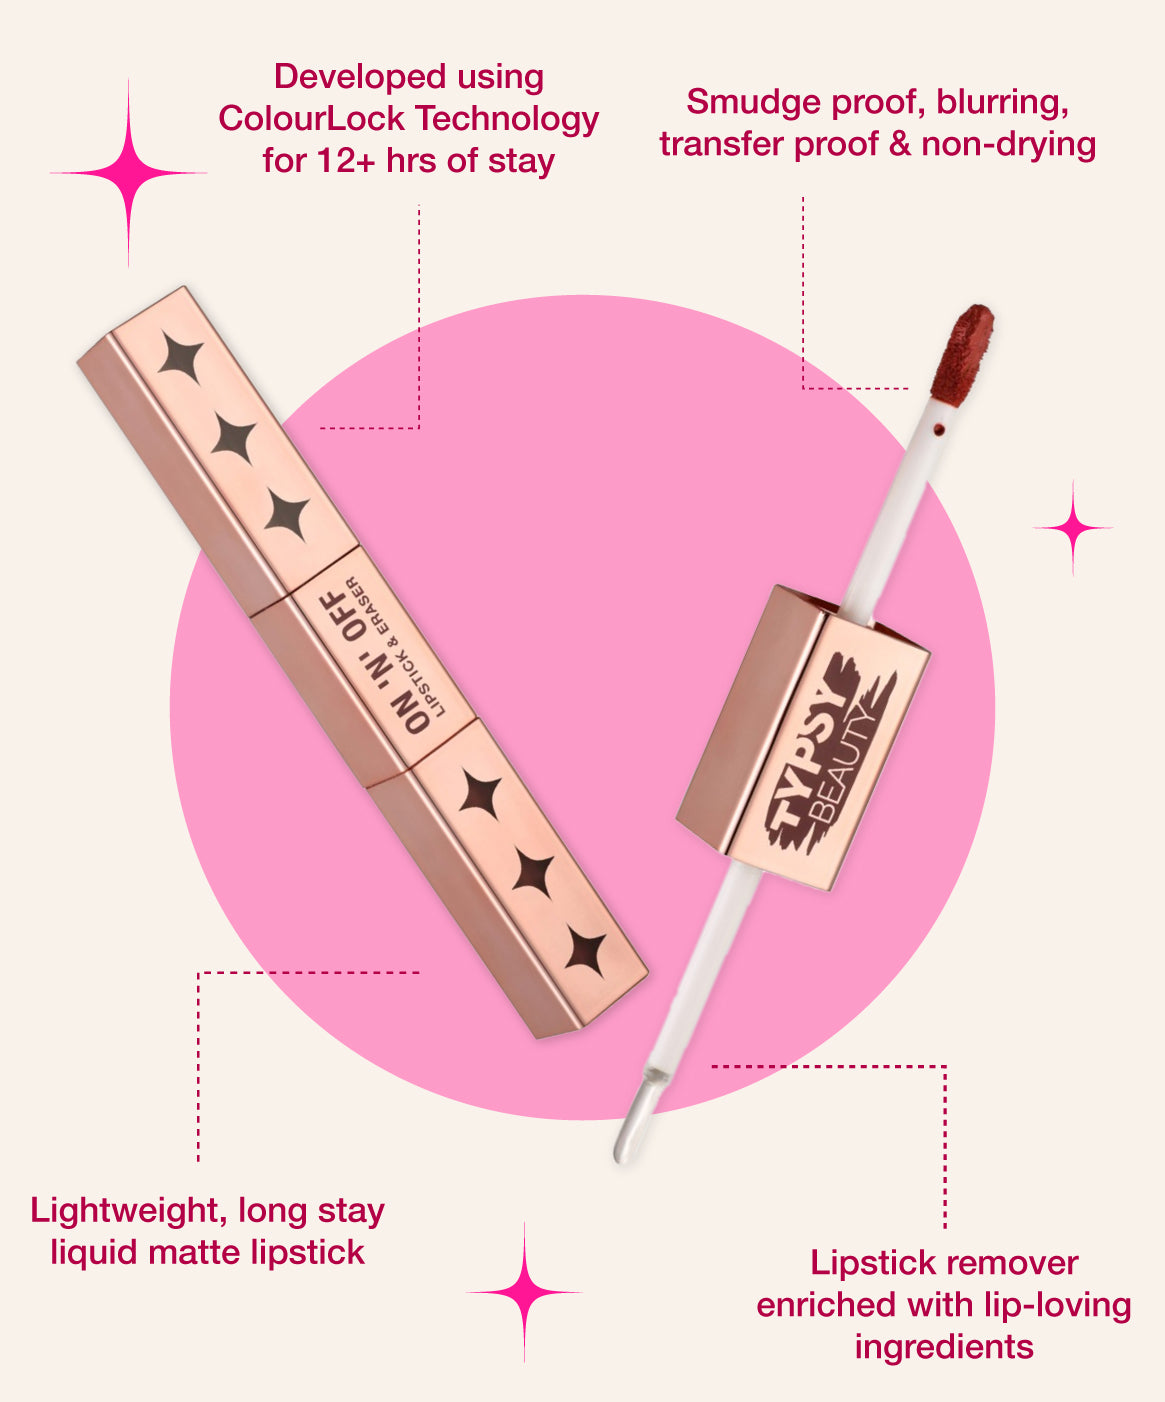 Developed using
ColourLock Technology
for 12+ hrs of stay
Smudge proof, blurring,
transfer proof & non-drying
ON 'N' OFF
LIPSTICK & ERASER
TYPSY
BEAUTY
Lightweight, long stay
liquid matte lipstick
Lipstick remover
enriched with lip-loving
ingredients